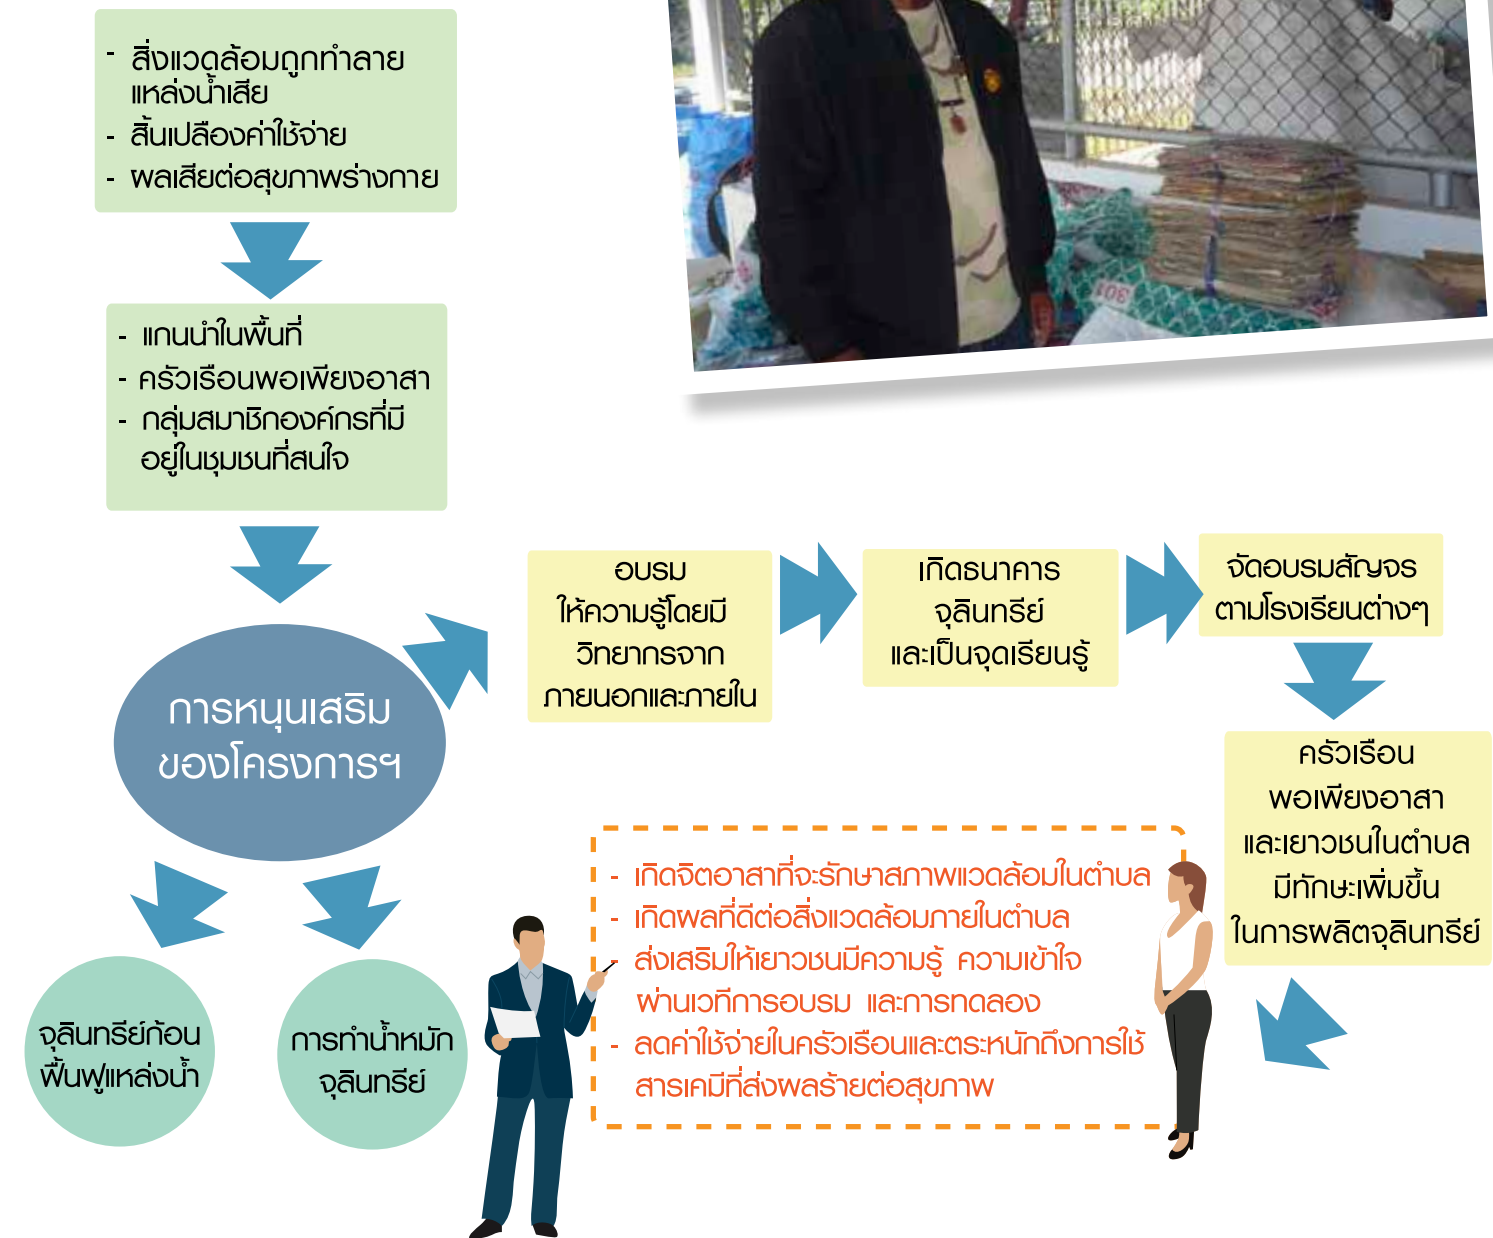 - สิ่งแวดล้อมถูกทำลาย
แหล่งน้ำเสีย
- สิ้นเปลืองค่าใช้จ่าย
- ผลเสียต่อสุขภาพร่างกาย
- แกนนำในพื้นที่
- ครัวเรือนพอเพียงอาสา
- กลุ่มสมาชิกองค์กรที่มี
อยู่ในชุมชนที่สนใจ
การหนุนเสริม
ของโครงการฯ
อบรม
ให้ความรู้โดยมี
วิทยากรจาก
ภายนอกและภายใน
เกิดธนาคาร
จุลินทรีย์
และเป็นจุดเรียนรู้
จัดอบรมสัญจร
ตามโรงเรียนต่างๆ
ครัวเรือน
พอเพียงอาสา
และเยาวชนในตำบล
มีทักษะเพิ่มขึ้น
ในการผลิตจุลินทรีย์
- เกิดจิตอาสาที่จะรักษาสภาพแวดล้อมในตำบล
- เกิดผลที่ดีต่อสิ่งแวดล้อมภายในตำบล
- ส่งเสริมให้เยาวชนมีความรู้ ความเข้าใจ
ผ่านเวทีการอบรม และการทดลอง
- ลดค่าใช้จ่ายในครัวเรือนและตระหนักถึงการใช้
สารเคมีที่ส่งผลร้ายต่อสุขภาพ
จุลินทรีย์ก้อน
ฟื้นฟูแหล่งน้ำ
การทำน้ำหมัก
จุลินทรีย์
301